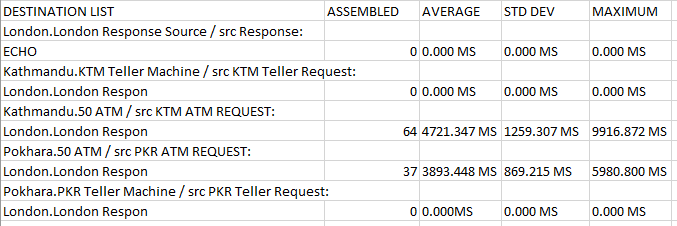 DESTINATION LIST ASSEMBLED AVERAGE STD DEV MAXIMUM
London.London Response Source / src Response:
ECHO 0 0.000 MS 0.000 MS 0.000 MS
Kathmandu.KTM Teller Machine / src KTM Teller Request:
London.London Respon 0 0.000 MS 0.000 MS 0.000 MS
Kathmandu.50 ATM / src KTM ATM REQUEST:
London.London Respon 64 4721.347 MS 1259.307 MS 9916.872 MS
Pokhara.50 ATM / src PKR ATM REQUEST:
London.London Respon 37 3893.448 MS 869.215 MS 5980.800 MS
Pokhara.PKR Teller Machine / src PKR Teller Request:
London.London Respon 0 0.000MS 0.000 MS 0.000 MS